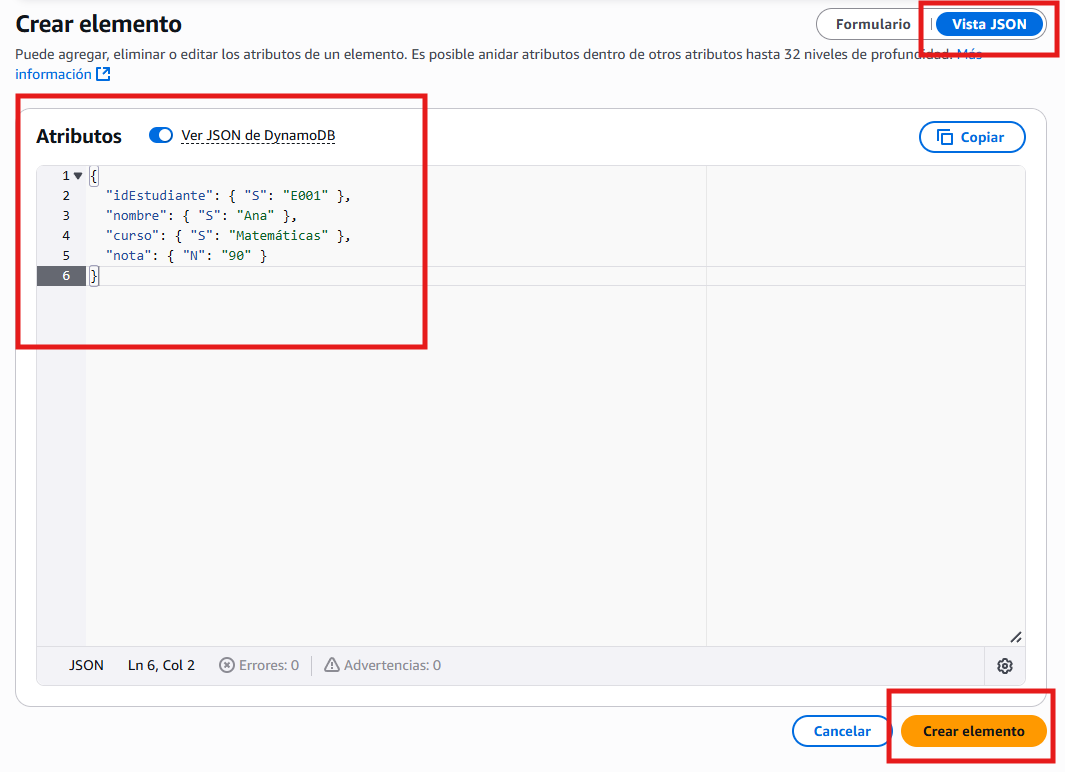 Crear elemento
Formulario
Vista JSON
Puede agregar, eliminar o editar los atributos de un elemento. Es posible anidar atributos dentro de otros atributos hasta 32 niveles de profundidad. Más
información
Atributos
Ver JSON de DynamoDB
Copiar
1 {
2 "idEstudiante": { "S": "E001" },
3 "nombre": { "S": "Ana" },
4 "curso": { "S": "Matemáticas" },
5 "nota": { "N": "90" }
6 }
JSON Ln 6, Col 2 Errores: 0 Advertencias: 0
Cancelar
Crear elemento